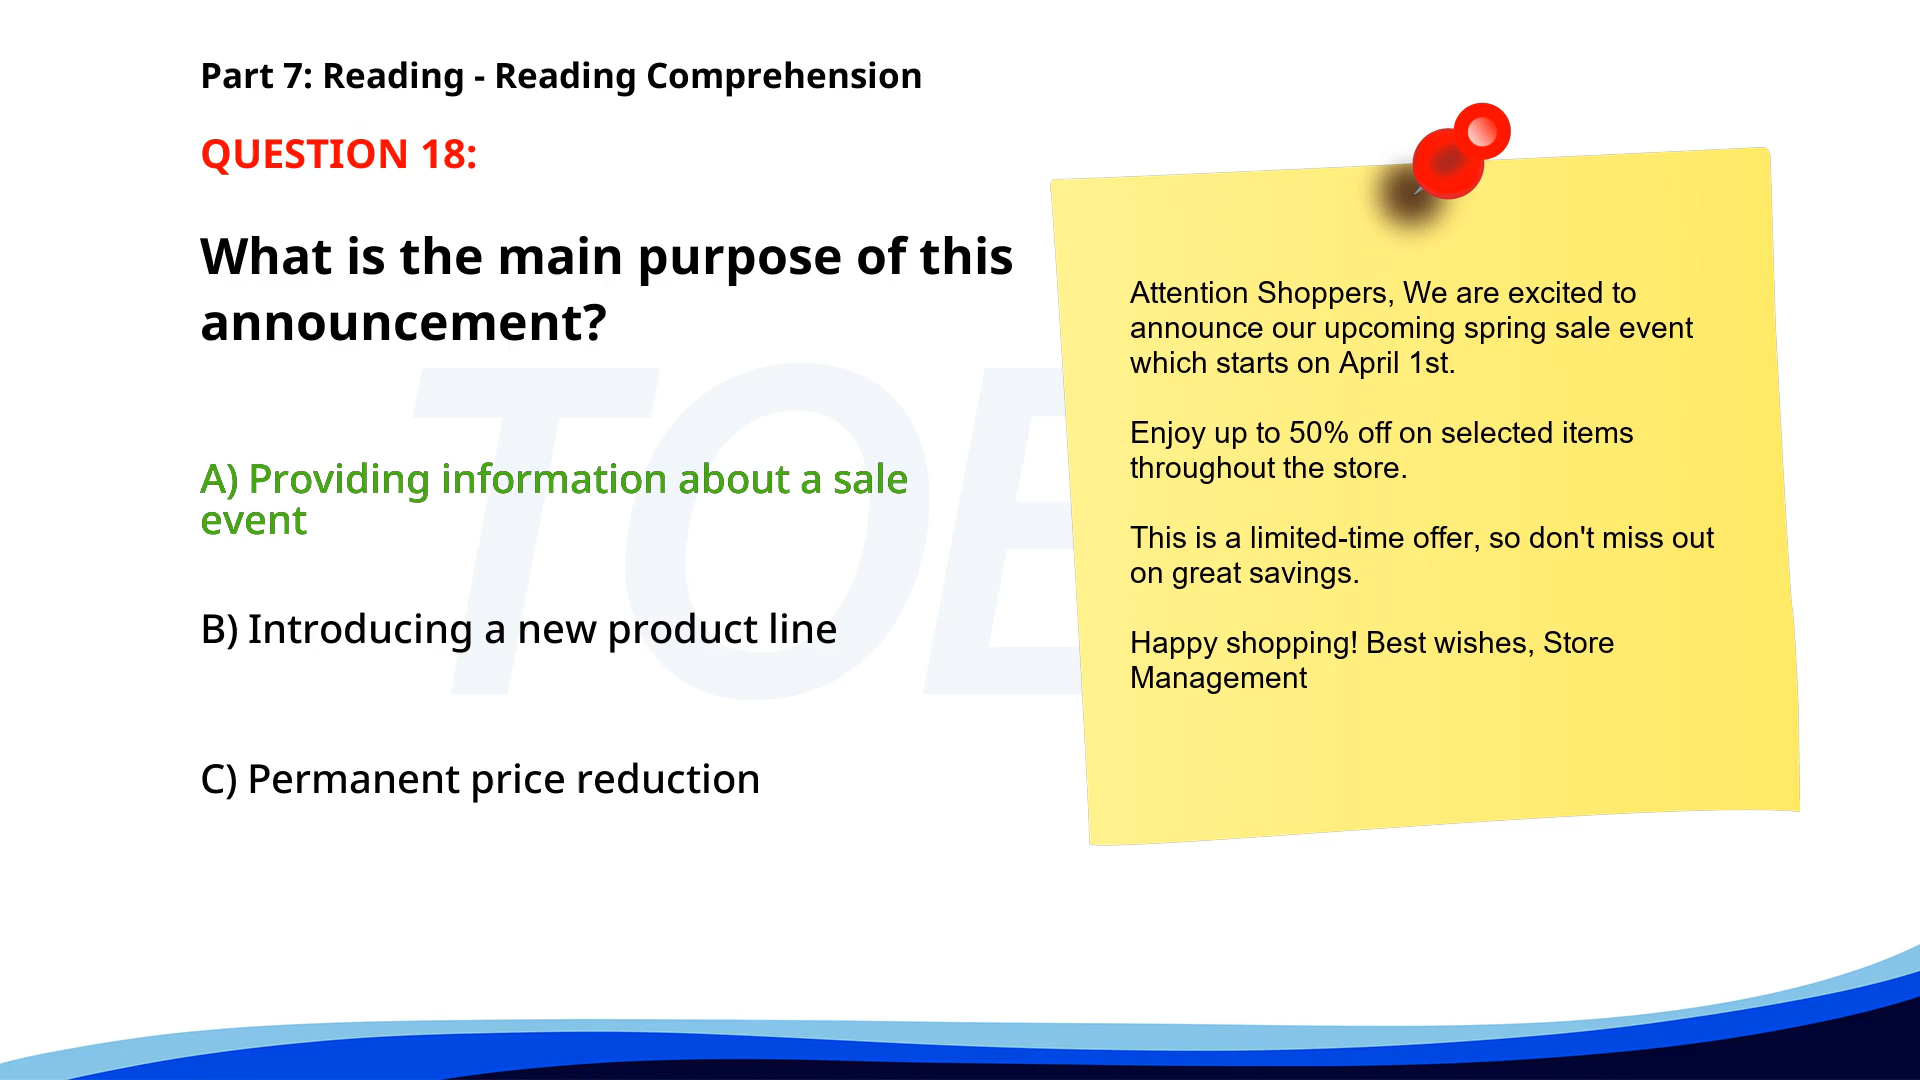 Part 7: Reading - Reading Comprehension
QUESTION 18:
What is the main purpose of this
announcement?
A) Providing information about a sale
event
B) Introducing a new product line
C) Permanent price reduction
Attention Shoppers, We are excited to
announce our upcoming spring sale event
which starts on April 1st.
Enjoy up to 50% off on selected items
throughout the store.
This is a limited-time offer, so don't miss out
on great savings.
Happy shopping! Best wishes, Store
Management